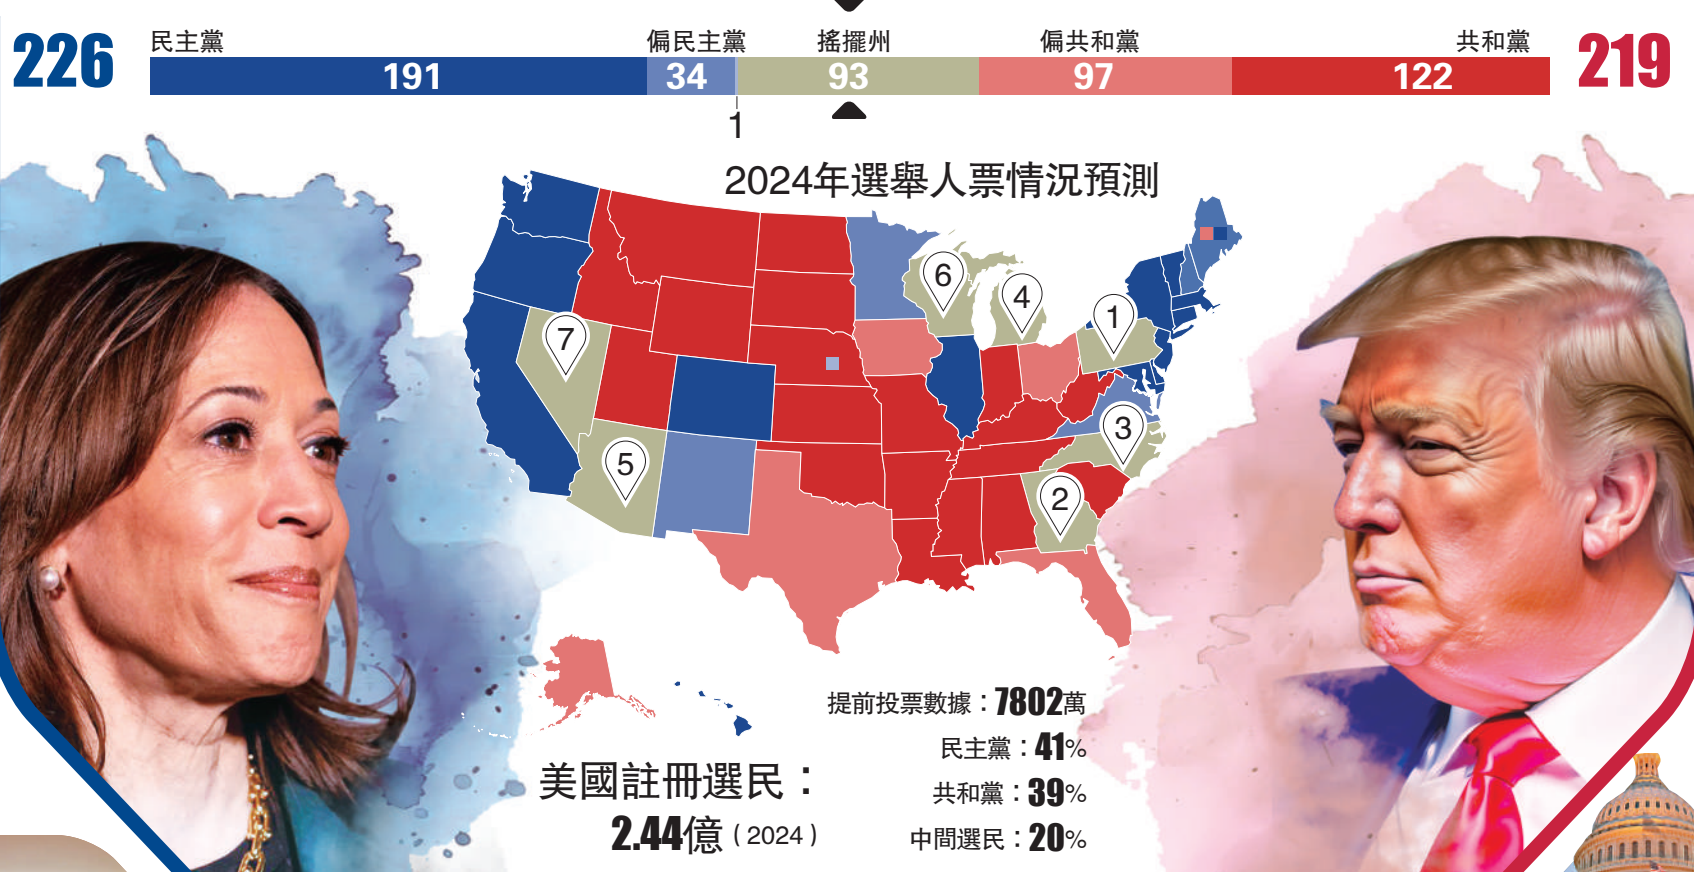 226
民主黨
偏民主黨
搖擺州
偏共和黨
共和黨
219
191
34
93
97
122
1
2024年選舉人票情況預測
6
4
1
7
3
5
2
提前投票數據：7802萬
民主黨：41%
共和黨：39%
中間選民：20%
美國註冊選民：
2.44億（2024）